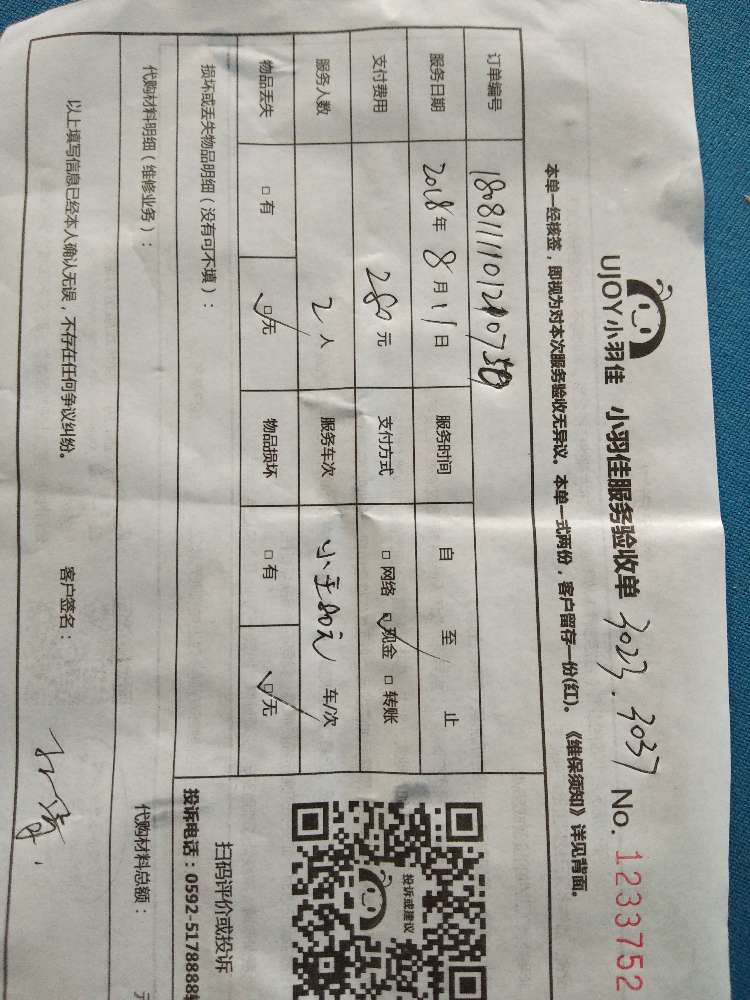 UJOY小羽佳 小羽佳服务验收单 3023.3037 No. 1233752
本单一经核签，即视为对本次服务验收无异议。本单一式两份，客户留存一份(红)。《维保须知》详见背面。
订单编号
服务日期 2018年 8月 11日 服务时间 自 至 止
支付费用 280元 支付方式 □网络 ☑现金 □转账
服务人数 2人 服务车次 小车80元 车/次
物品丢失 □有 ☑无 物品损坏 □有 ☑无
损坏或丢失物品明细（没有可不填）：
代购材料明细（维修业务）： 代购材料总额：
以上填写信息已经本人确认无误，不存在任何争议纠纷。 客户签名：
投诉或建议
扫码评价或投诉
投诉电话：0592-5178888